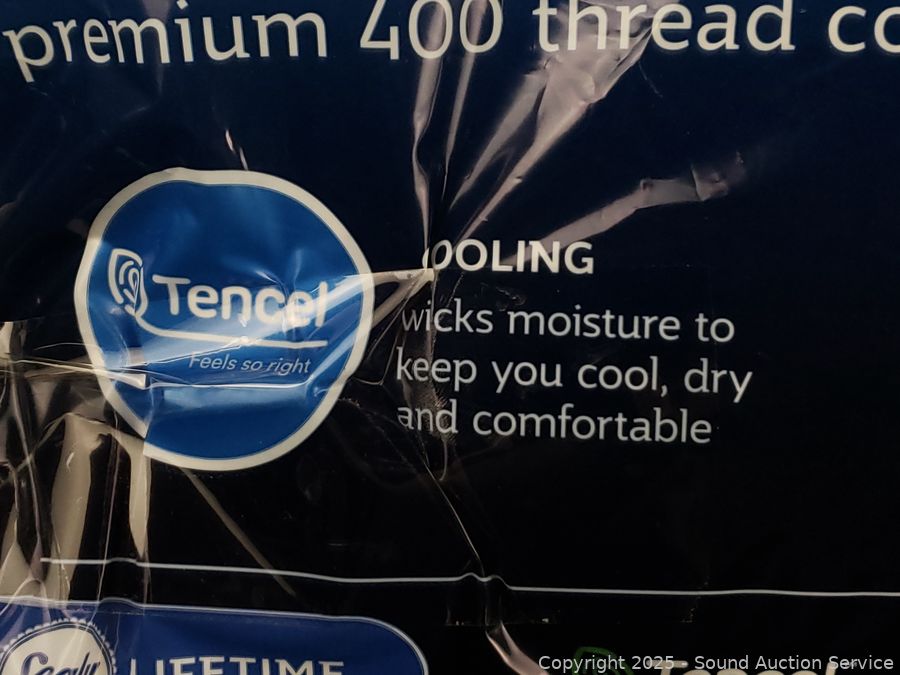 premium 400 thread co
Tencel
Feels so right
OOLING
wicks moisture to
keep you cool, dry
and comfortable
Sealy
LIFETIME
Tencel
Copyright 2025 - Sound Auction Service